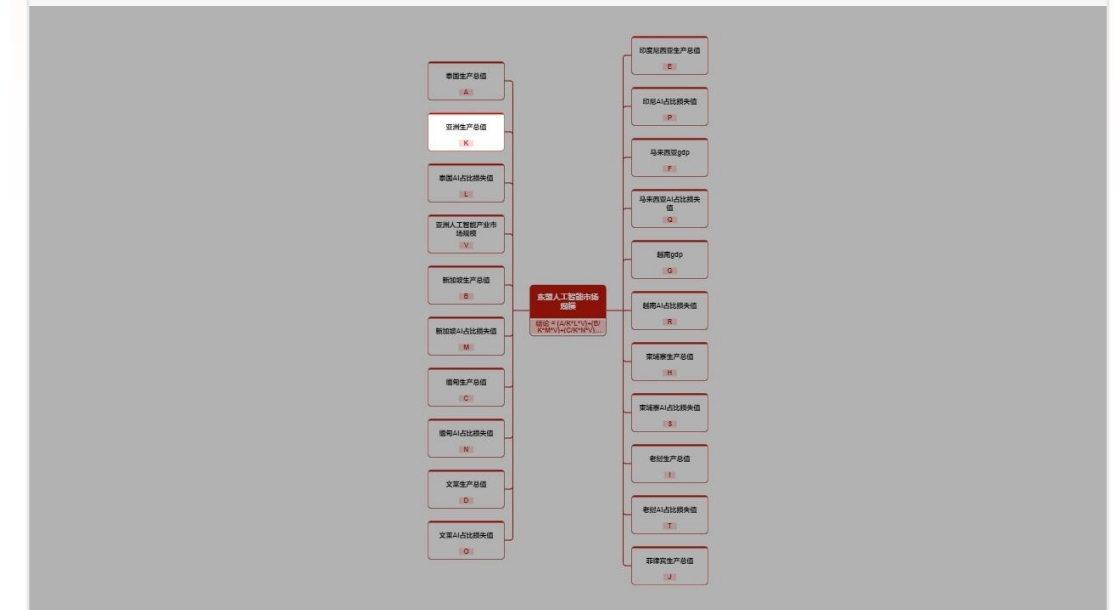 泰国生产总值
A
亚洲生产总值
K
泰国AI占比损失值
L
亚洲人工智能产业市
场规模
V
新加坡生产总值
B
新加坡AI占比损失值
M
缅甸生产总值
C
缅甸AI占比损失值
N
文莱生产总值
D
文莱AI占比损失值
O
东盟人工智能市场
规模
结论 = (A/K*L*V)+(B/
K*M*V)+(C/K*N*V)...
印度尼西亚生产总值
E
印尼AI占比损失值
P
马来西亚gdp
F
马来西亚AI占比损失
值
Q
越南gdp
G
越南AI占比损失值
R
柬埔寨生产总值
H
柬埔寨AI占比损失值
S
老挝生产总值
I
老挝AI占比损失值
T
菲律宾生产总值
J